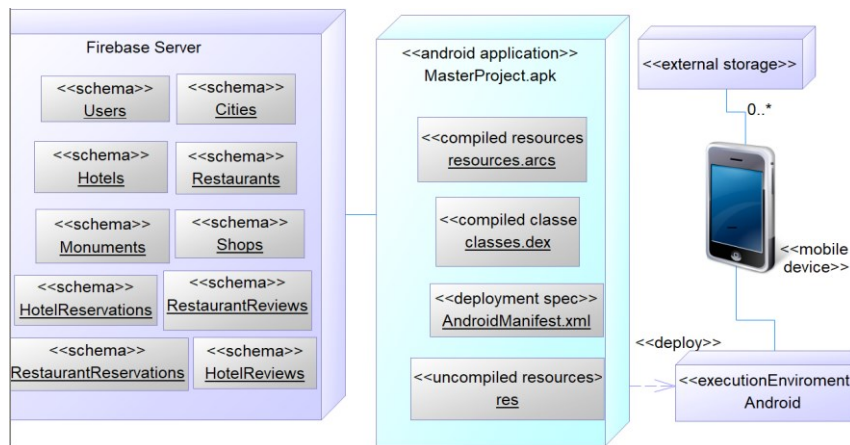 Firebase Server
<<schema>>
Users
<<schema>>
Cities
<<schema>>
Hotels
<<schema>>
Restaurants
<<schema>>
Monuments
<<schema>>
Shops
<<schema>>
HotelReservations
<<schema>>
RestaurantReviews
<<schema>>
RestaurantReservations
<<schema>>
HotelReviews
<<android application>>
MasterProject.apk
<<compiled resources
resources.arcs
<<compiled classe
classes.dex
<<deployment spec>>
AndroidManifest.xml
<<uncompiled resources>
res
<<external storage>>
0..*
<<mobile
device>>
<<deploy>>
<<executionEnviroment
Android